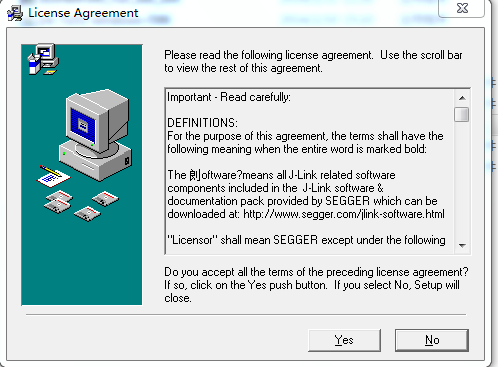 License Agreement
Please read the following license agreement. Use the scroll bar
to view the rest of this agreement.
Important - Read carefully:
DEFINITIONS:
For the purpose of this agreement, the terms shall have the
following meaning when the entire word is marked bold:
The 剆oftware?means all J-Link related software
components included in the J-Link software &
documentation pack provided by SEGGER which can be
downloaded at: http://www.segger.com/jlink-software.html
"Licensor" shall mean SEGGER except under the following
Do you accept all the terms of the preceding license agreement?
If so, click on the Yes push button. If you select No, Setup will
close.
Yes
No